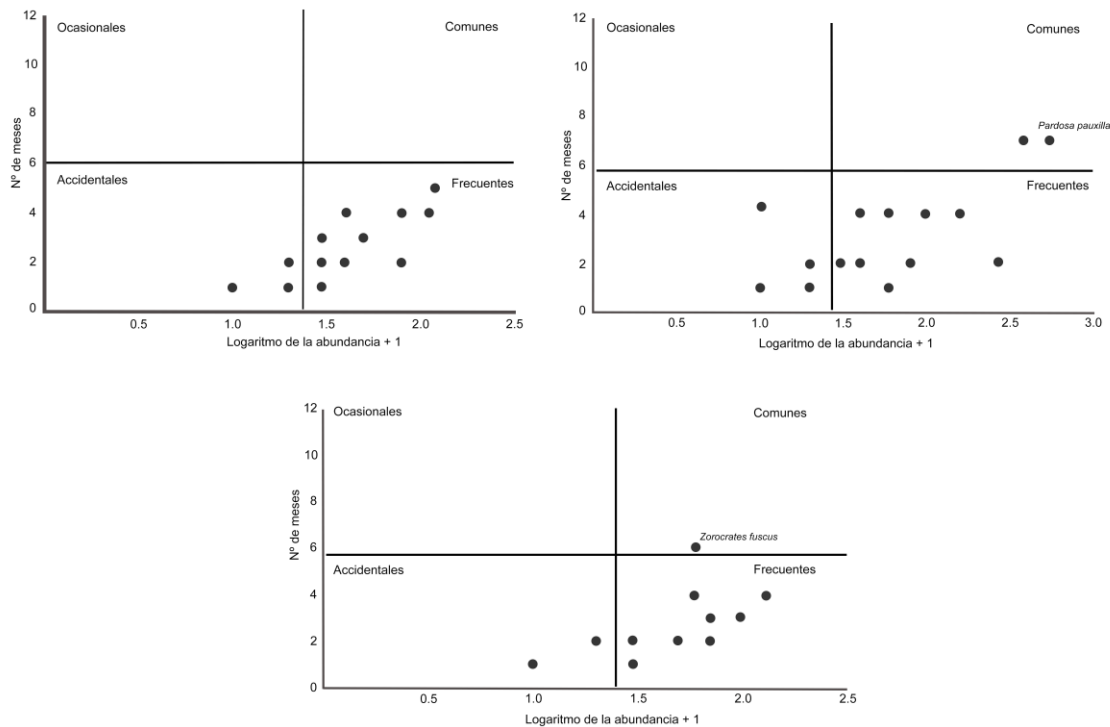 12
Ocasionales
Comunes
10
8
Nº de meses
6
Accidentales
Frecuentes
4
2
0
0.5
1.0
1.5
2.0
2.5
Logaritmo de la abundancia + 1
12
Ocasionales
Comunes
10
8
Pardosa pauxilla
Nº de meses
6
Accidentales
Frecuentes
4
2
0
0.5
1.0
1.5
2.0
2.5
3.0
Logaritmo de la abundancia + 1
12
Ocasionales
Comunes
10
8
Nº de meses
Zorocrates fuscus
6
Accidentales
Frecuentes
4
2
0
0.5
1.0
1.5
2.0
2.5
Logaritmo de la abundancia + 1